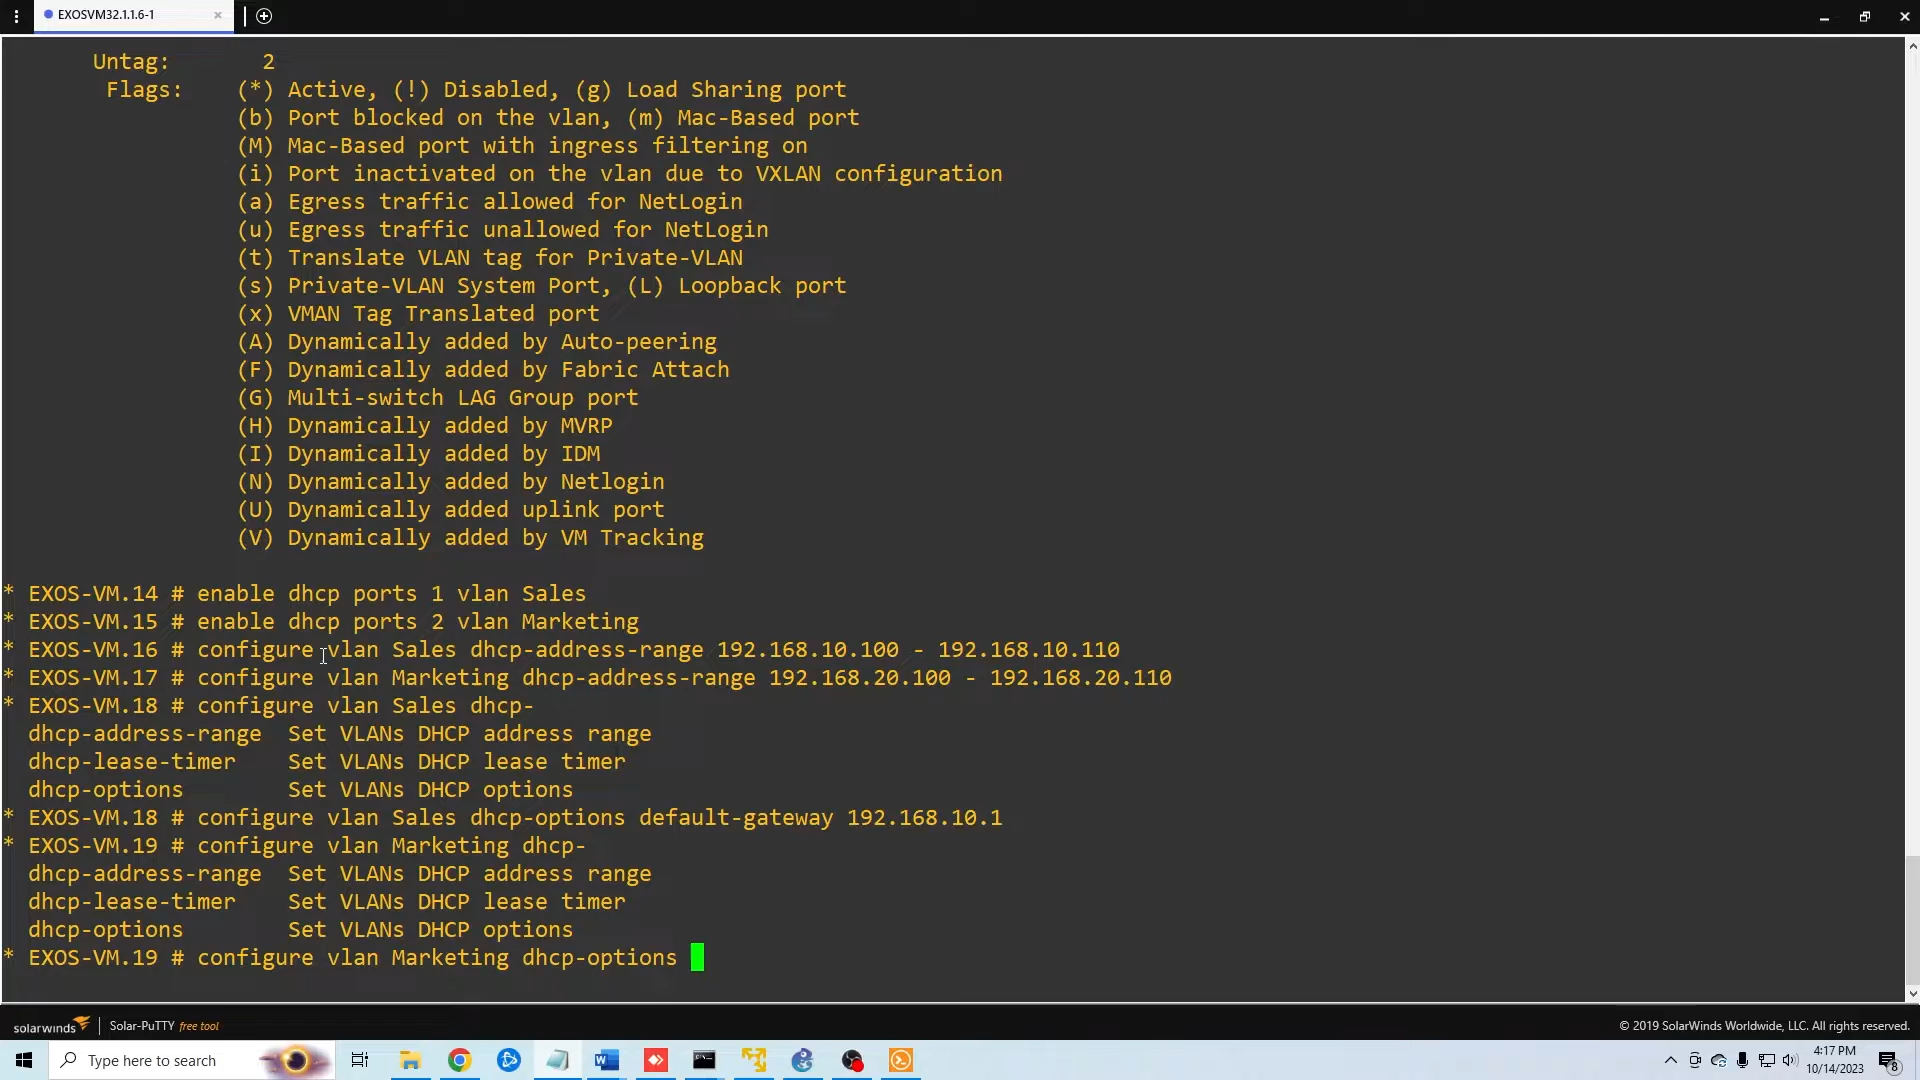 EXOSVM32.1.1.6-1
Untag: 2
Flags: (*) Active, (!) Disabled, (g) Load Sharing port
(b) Port blocked on the vlan, (m) Mac-Based port
(M) Mac-Based port with ingress filtering on
(i) Port inactivated on the vlan due to VXLAN configuration
(a) Egress traffic allowed for NetLogin
(u) Egress traffic unallowed for NetLogin
(t) Translate VLAN tag for Private-VLAN
(s) Private-VLAN System Port, (L) Loopback port
(x) VMAN Tag Translated port
(A) Dynamically added by Auto-peering
(F) Dynamically added by Fabric Attach
(G) Multi-switch LAG Group port
(H) Dynamically added by MVRP
(I) Dynamically added by IDM
(N) Dynamically added by Netlogin
(U) Dynamically added uplink port
(V) Dynamically added by VM Tracking
* EXOS-VM.14 # enable dhcp ports 1 vlan Sales
* EXOS-VM.15 # enable dhcp ports 2 vlan Marketing
* EXOS-VM.16 # configure vlan Sales dhcp-address-range 192.168.10.100 - 192.168.10.110
* EXOS-VM.17 # configure vlan Marketing dhcp-address-range 192.168.20.100 - 192.168.20.110
* EXOS-VM.18 # configure vlan Sales dhcp-
dhcp-address-range Set VLANs DHCP address range
dhcp-lease-timer Set VLANs DHCP lease timer
dhcp-options Set VLANs DHCP options
* EXOS-VM.18 # configure vlan Sales dhcp-options default-gateway 192.168.10.1
* EXOS-VM.19 # configure vlan Marketing dhcp-
dhcp-address-range Set VLANs DHCP address range
dhcp-lease-timer Set VLANs DHCP lease timer
dhcp-options Set VLANs DHCP options
* EXOS-VM.19 # configure vlan Marketing dhcp-options
solarwinds | Solar-PuTTY free tool
© 2019 SolarWinds Worldwide, LLC. All rights reserved.
Type here to search
4:17 PM
10/14/2023
8